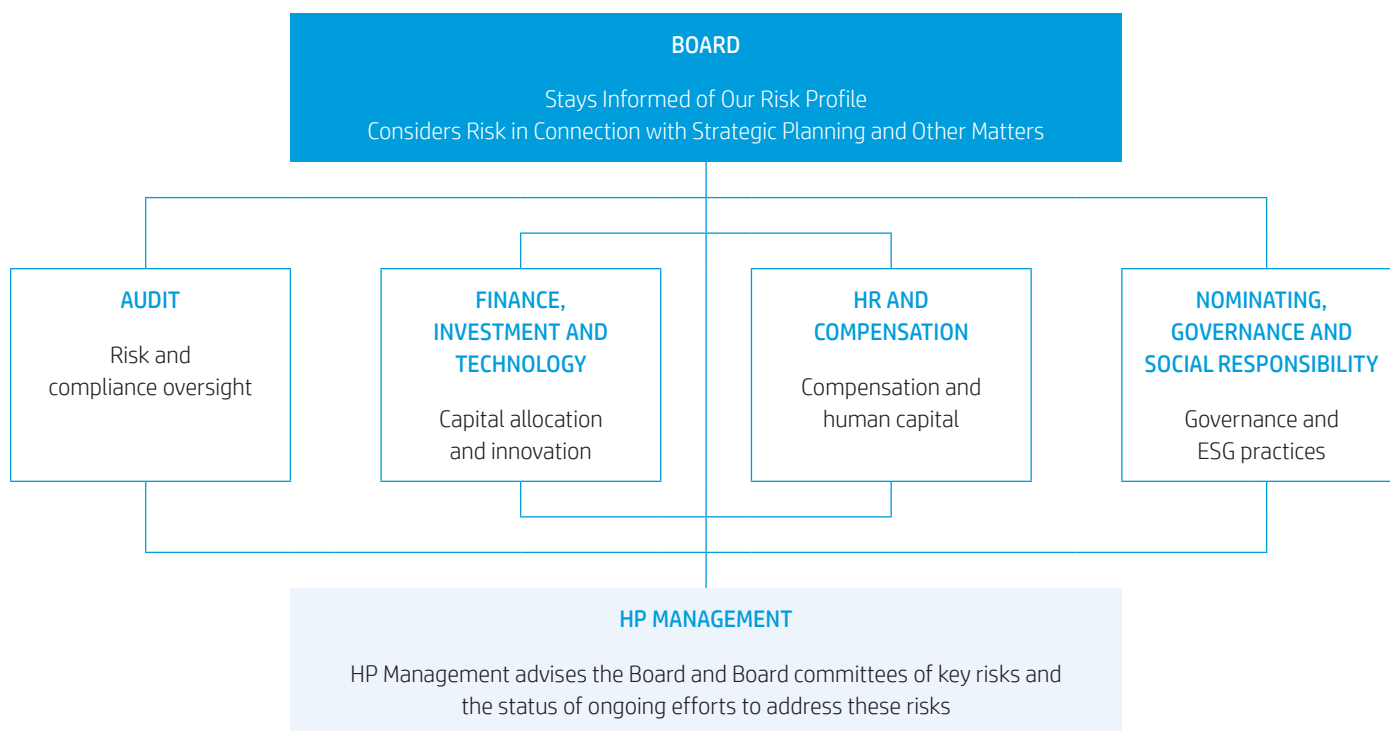 BOARD
Stays Informed of Our Risk Profile
Considers Risk in Connection with Strategic Planning and Other Matters
AUDIT
Risk and
compliance oversight
FINANCE,
INVESTMENT AND
TECHNOLOGY
Capital allocation
and innovation
HR AND
COMPENSATION
Compensation and
human capital
NOMINATING,
GOVERNANCE AND
SOCIAL RESPONSIBILITY
Governance and
ESG practices
HP MANAGEMENT
HP Management advises the Board and Board committees of key risks and
the status of ongoing efforts to address these risks